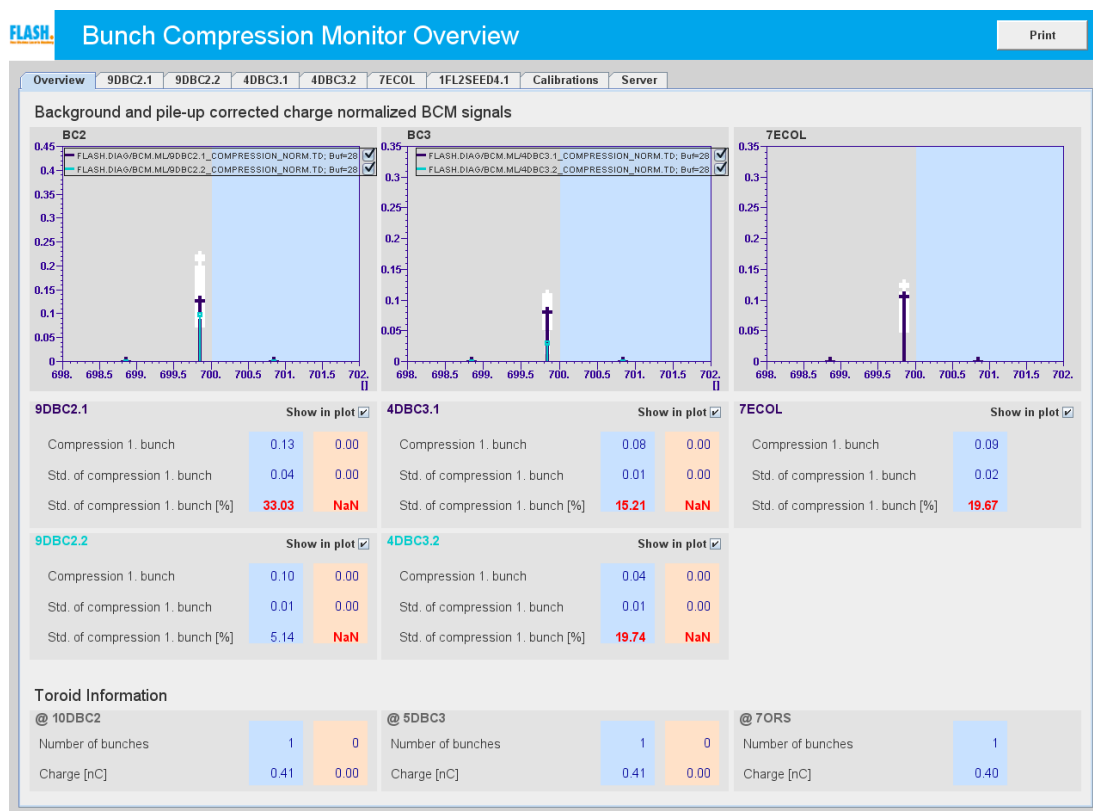 FLASH.
Bunch Compression Monitor Overview
Print
Overview 9DBC2.1 9DBC2.2 4DBC3.1 4DBC3.2 7ECOL 1FL2SEED4.1 Calibrations Server
Background and pile-up corrected charge normalized BCM signals
BC2 BC3 7ECOL
FLASH.DIAG/BCM.ML/9DBC2.1_COMPRESSION_NORM.TD; Buf=28
FLASH.DIAG/BCM.ML/9DBC2.2_COMPRESSION_NORM.TD; Buf=28
0.45
0.4
0.35
0.3
0.25
0.2
0.15
0.1
0.05
0
698. 698.5 699. 699.5 700. 700.5 701. 701.5 702.
[]
FLASH.DIAG/BCM.ML/4DBC3.1_COMPRESSION_NORM.TD; Buf=28
FLASH.DIAG/BCM.ML/4DBC3.2_COMPRESSION_NORM.TD; Buf=28
0.35
0.3
0.25
0.2
0.15
0.1
0.05
0
698. 698.5 699. 699.5 700. 700.5 701. 701.5 702.
[]
0.35
0.3
0.25
0.2
0.15
0.1
0.05
0
698. 698.5 699. 699.5 700. 700.5 701. 701.5 702.
9DBC2.1 Show in plot
Compression 1. bunch 0.13 0.00
Std. of compression 1. bunch 0.04 0.00
Std. of compression 1. bunch [%] 33.03 NaN
4DBC3.1 Show in plot
Compression 1. bunch 0.08 0.00
Std. of compression 1. bunch 0.01 0.00
Std. of compression 1. bunch [%] 15.21 NaN
7ECOL Show in plot
Compression 1. bunch 0.09
Std. of compression 1. bunch 0.02
Std. of compression 1. bunch [%] 19.67
9DBC2.2 Show in plot
Compression 1. bunch 0.10 0.00
Std. of compression 1. bunch 0.01 0.00
Std. of compression 1. bunch [%] 5.14 NaN
4DBC3.2 Show in plot
Compression 1. bunch 0.04 0.00
Std. of compression 1. bunch 0.01 0.00
Std. of compression 1. bunch [%] 19.74 NaN
Toroid Information
@ 10DBC2
Number of bunches 1 0
Charge [nC] 0.41 0.00
@ 5DBC3
Number of bunches 1 0
Charge [nC] 0.41 0.00
@ 7ORS
Number of bunches 1
Charge [nC] 0.40